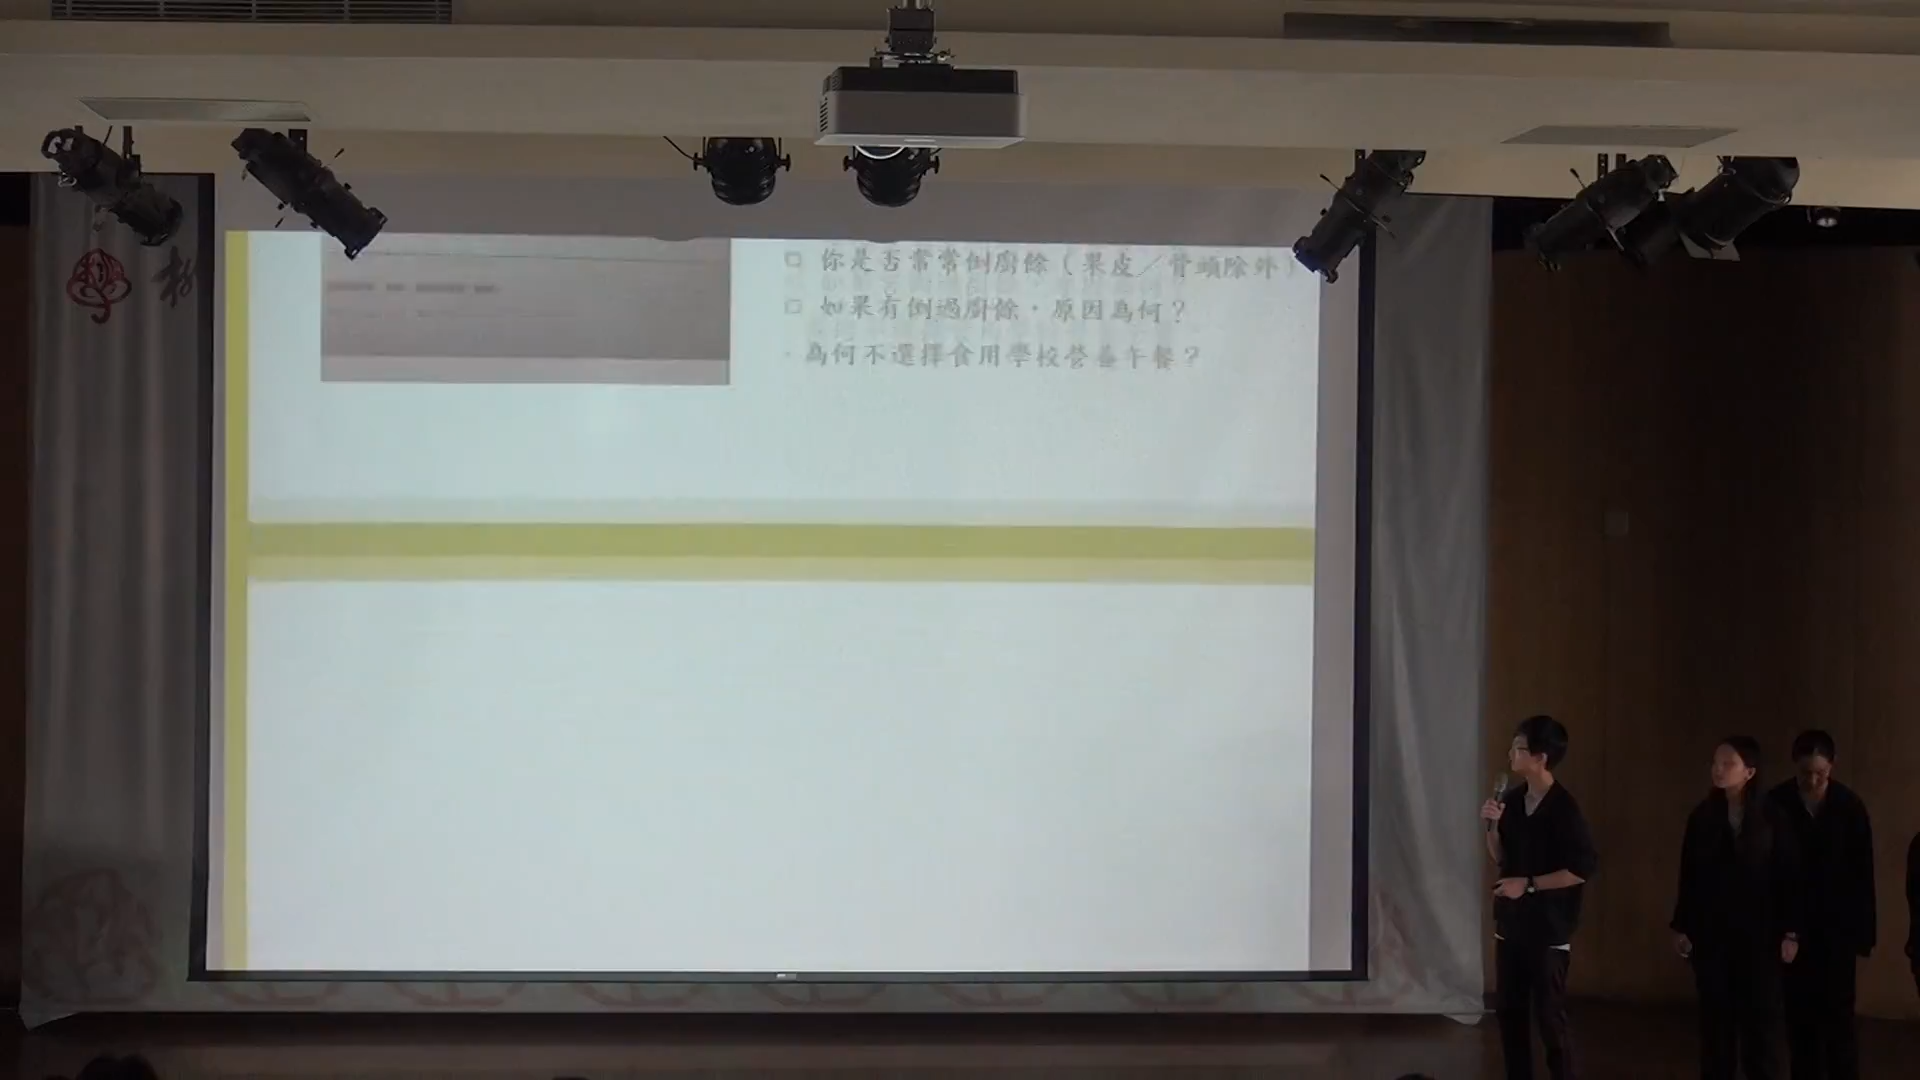 你是否常常倒廚餘（果皮／骨頭除外）
如果有倒過廚餘，原因為何？
為何不選擇食用學校營養午餐？